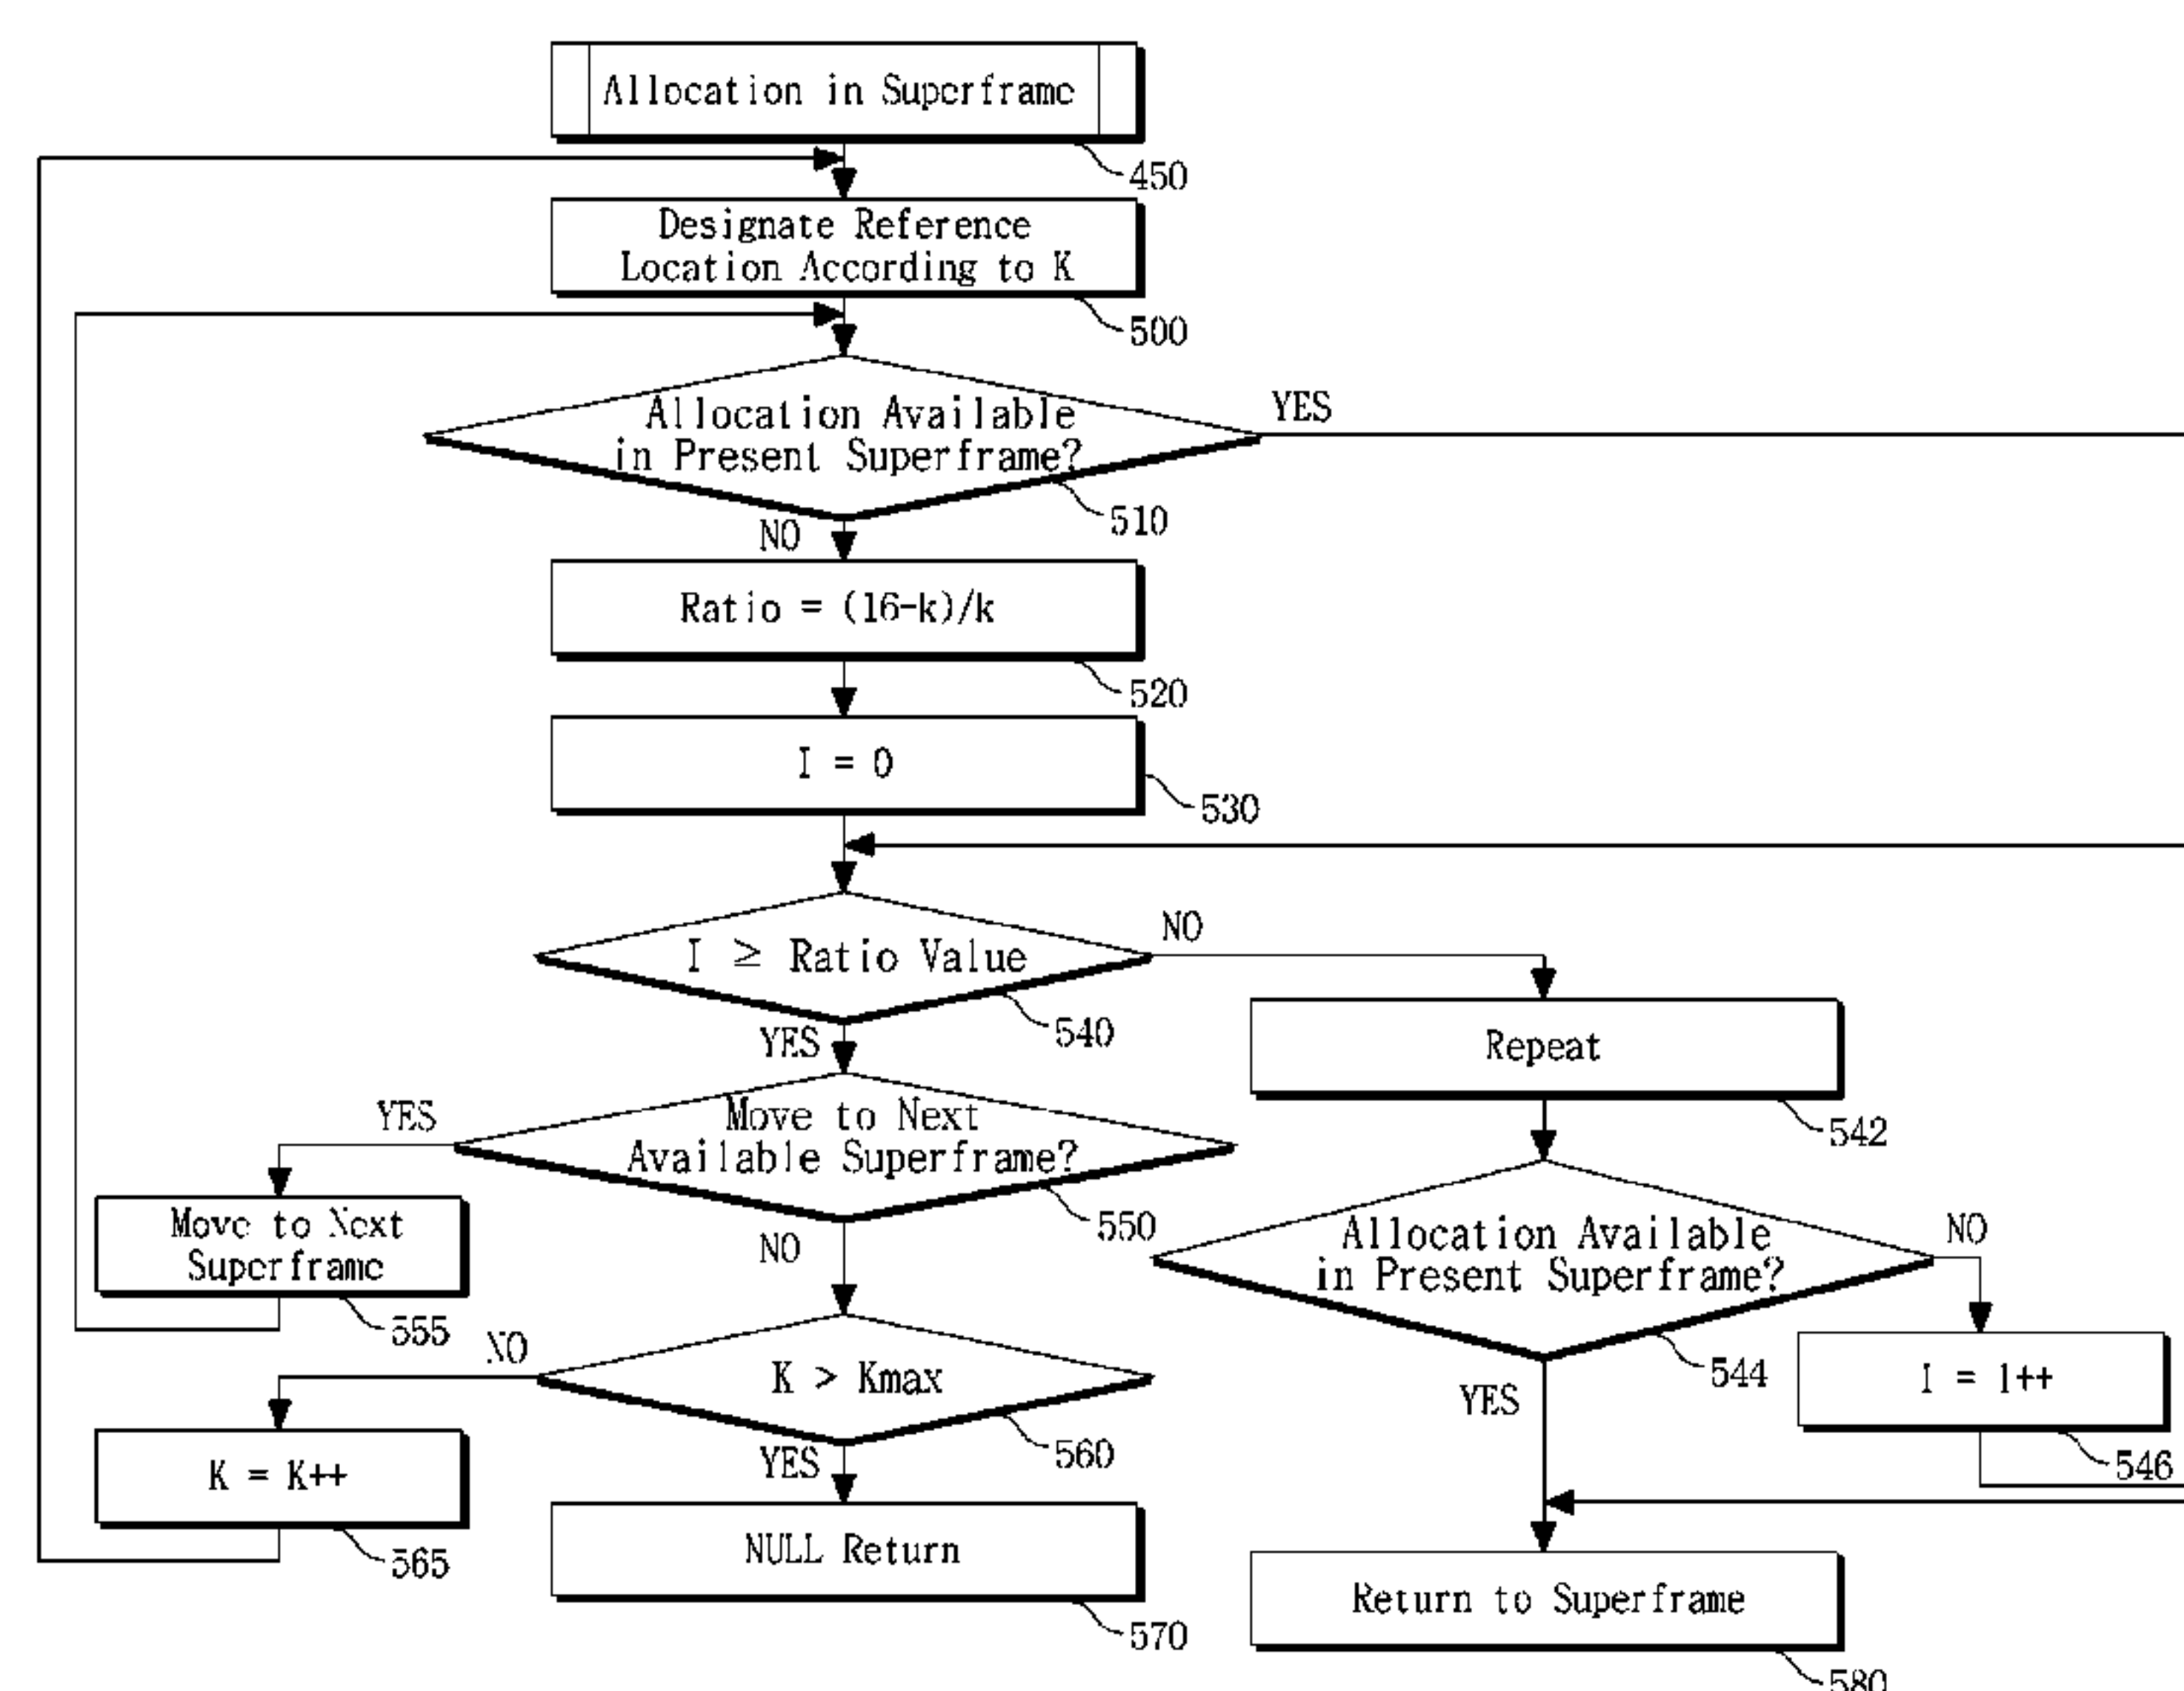 Allocation in Superframe
450
Designate Reference
Location According to K
500
Allocation Available
in Present Superframe?
YES
510
NO
Ratio = (16-k)/k
520
I = 0
530
I ≥ Ratio Value
NO
540
YES
Repeat
542
Move to Next
Available Superframe?
YES
550
NO
Move to Next
Superframe
555
Allocation Available
in Present Superframe?
NO
544
YES
I = 1++
546
K > Kmax
NO
560
YES
K = K++
565
NULL Return
570
Return to Superframe
580